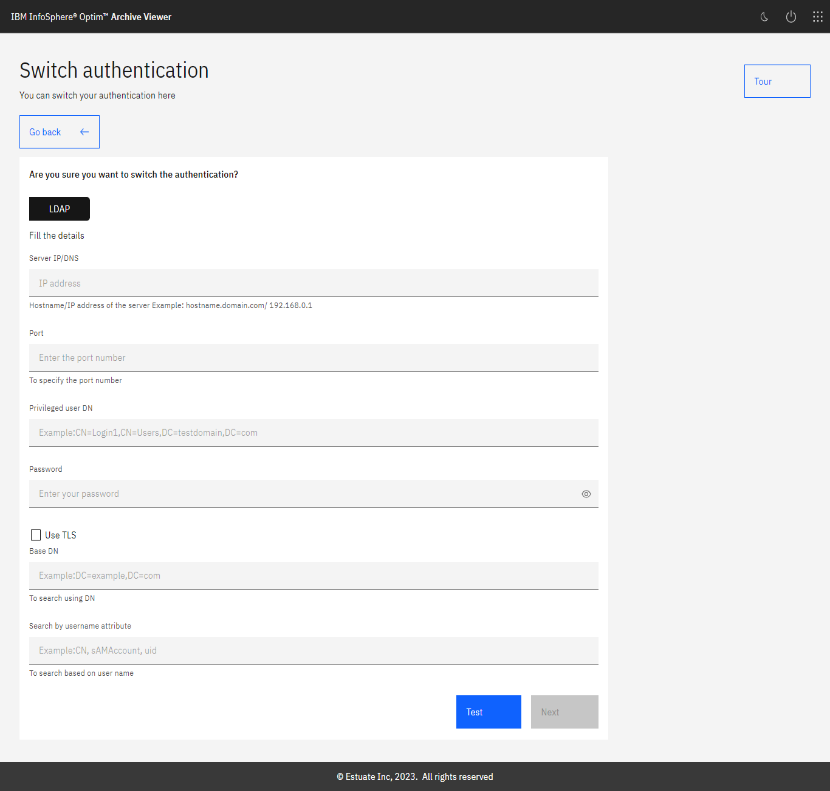 IBM InfoSphere® Optim™ Archive Viewer
Switch authentication
You can switch your authentication here
Tour
Go back
Are you sure you want to switch the authentication?
LDAP
Fill the details
Server IP/DNS
IP address
Hostname/IP address of the server Example: hostname.domain.com/ 192.168.0.1
Port
Enter the port number
To specify the port number
Privileged user DN
Example:CN=Login1,CN=Users,DC=testdomain,DC=com
Password
Enter your password
Use TLS
Base DN
Example:DC=example,DC=com
To search using DN
Search by username attribute
Example:CN, sAMAccount, uid
To search based on user name
Test
Next
© Estuate Inc, 2023. All rights reserved